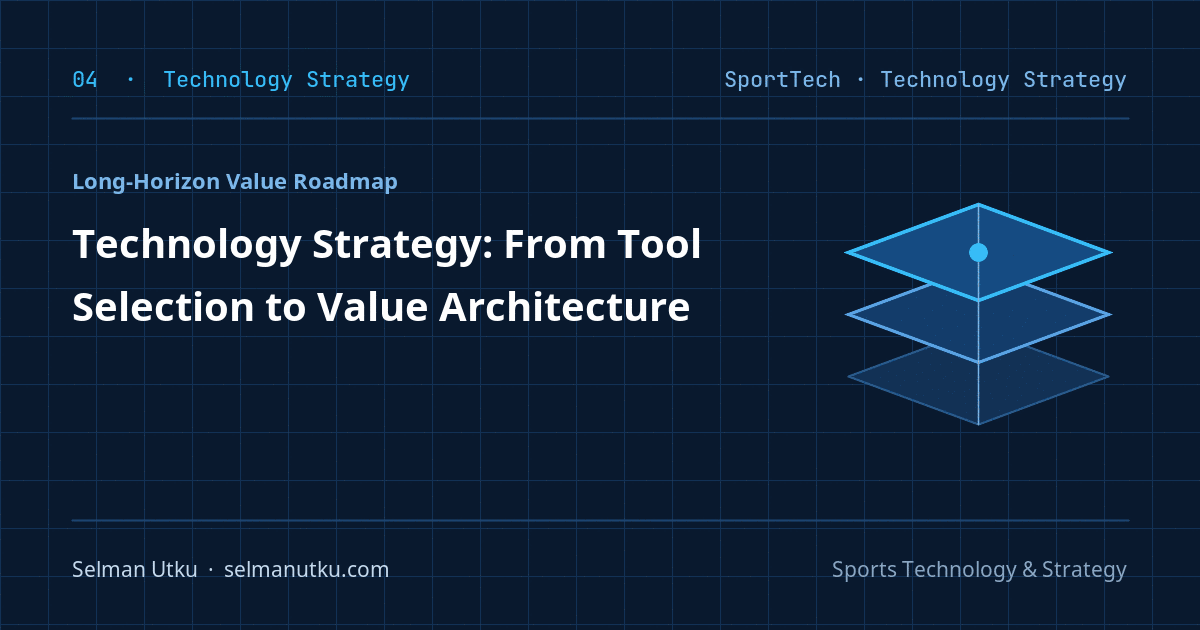 04 · Technology Strategy
SportTech · Technology Strategy
Long-Horizon Value Roadmap
Technology Strategy: From Tool
Selection to Value Architecture
Selman Utku · selmanutku.com
Sports Technology & Strategy